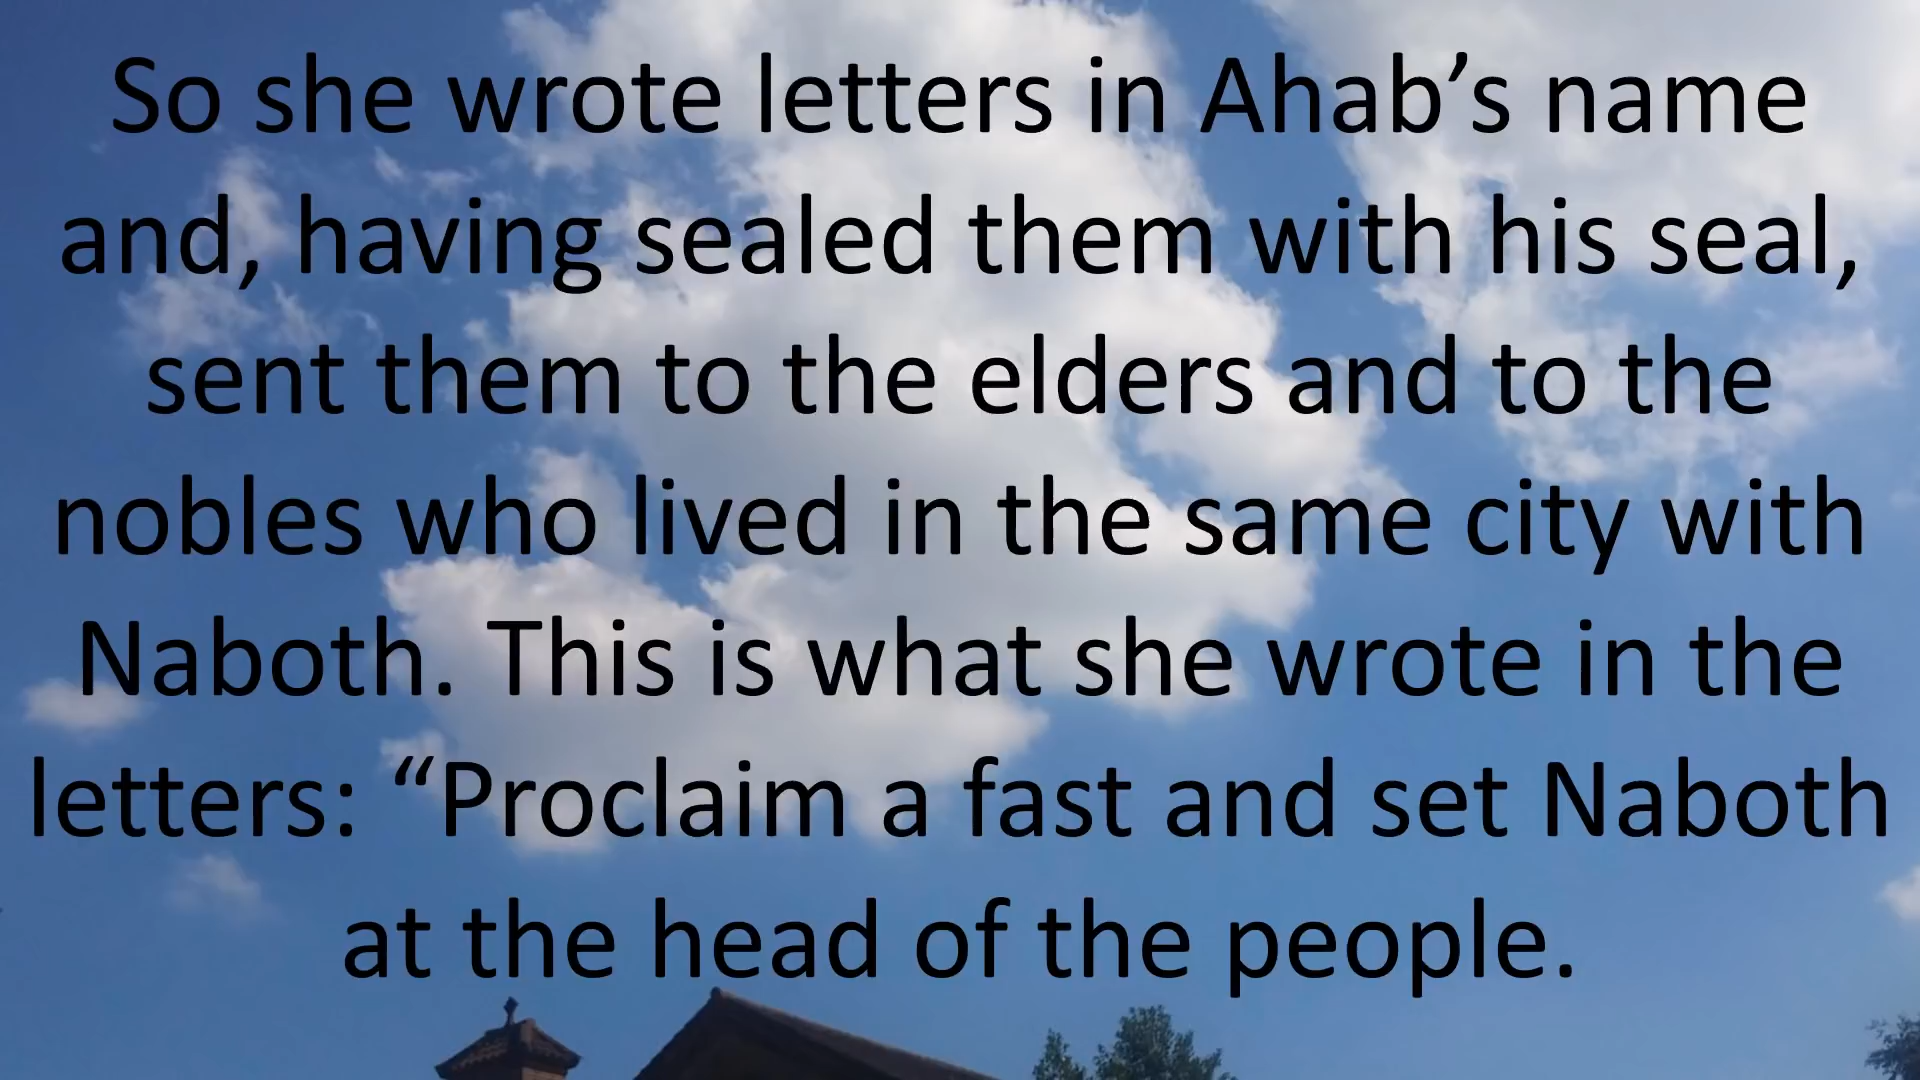 So she wrote letters in Ahab’s name
and, having sealed them with his seal,
sent them to the elders and to the
nobles who lived in the same city with
Naboth. This is what she wrote in the
letters: “Proclaim a fast and set Naboth
at the head of the people.